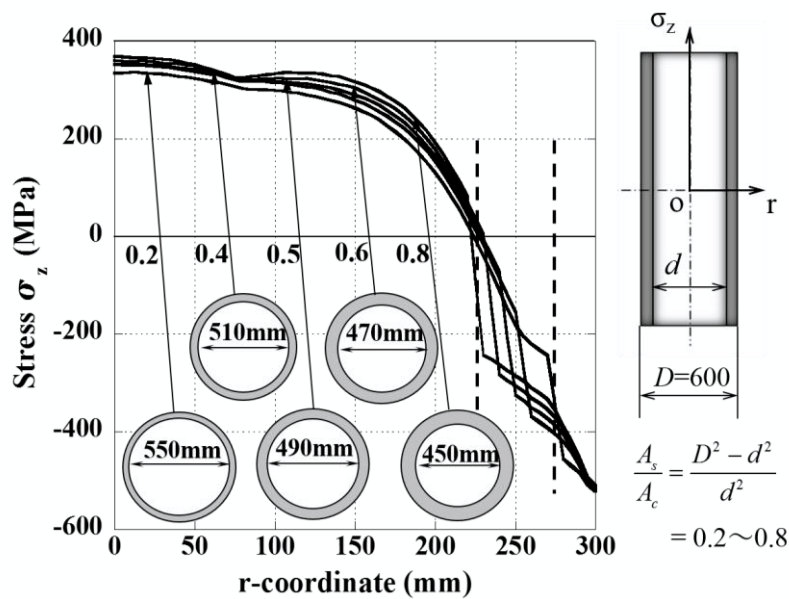 400
200
0
-200
-400
-600
Stress σz (MPa)
0.2
0.4
0.5
0.6
0.8
510mm
470mm
550mm
490mm
450mm
0
50
100
150
200
250
300
r-coordinate (mm)
σz
o
r
d
D=600
As/Ac = (D² − d²)/d²
= 0.2～0.8